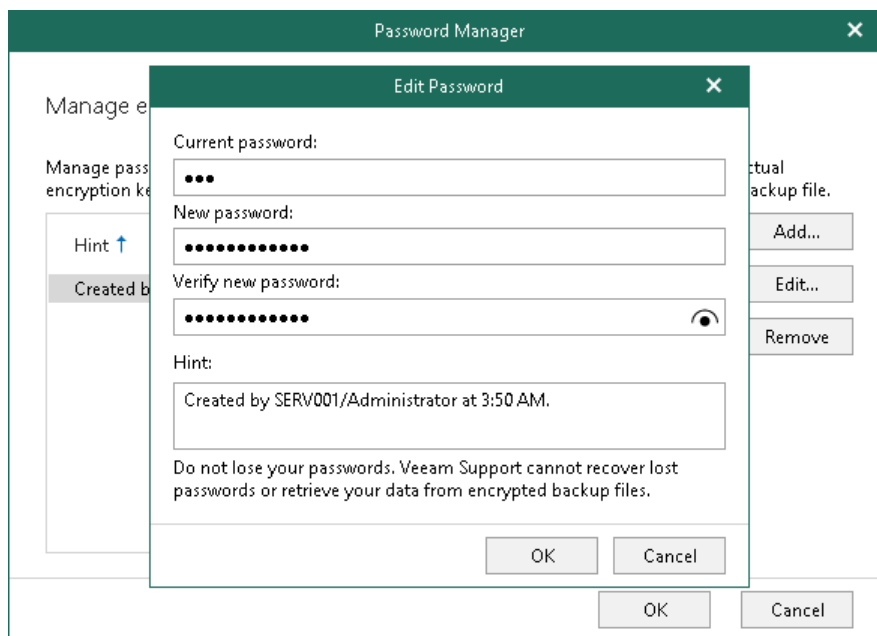 Password Manager
Edit Password
Manage e
Manage pass
ctual
encryption ke
ackup file.
Hint
Created b
Add...
Edit...
Remove
Current password:
•••
New password:
••••••••••••
Verify new password:
••••••••••••
Hint:
Created by SERV001/Administrator at 3:50 AM.
Do not lose your passwords. Veeam Support cannot recover lost
passwords or retrieve your data from encrypted backup files.
OK
Cancel
OK
Cancel